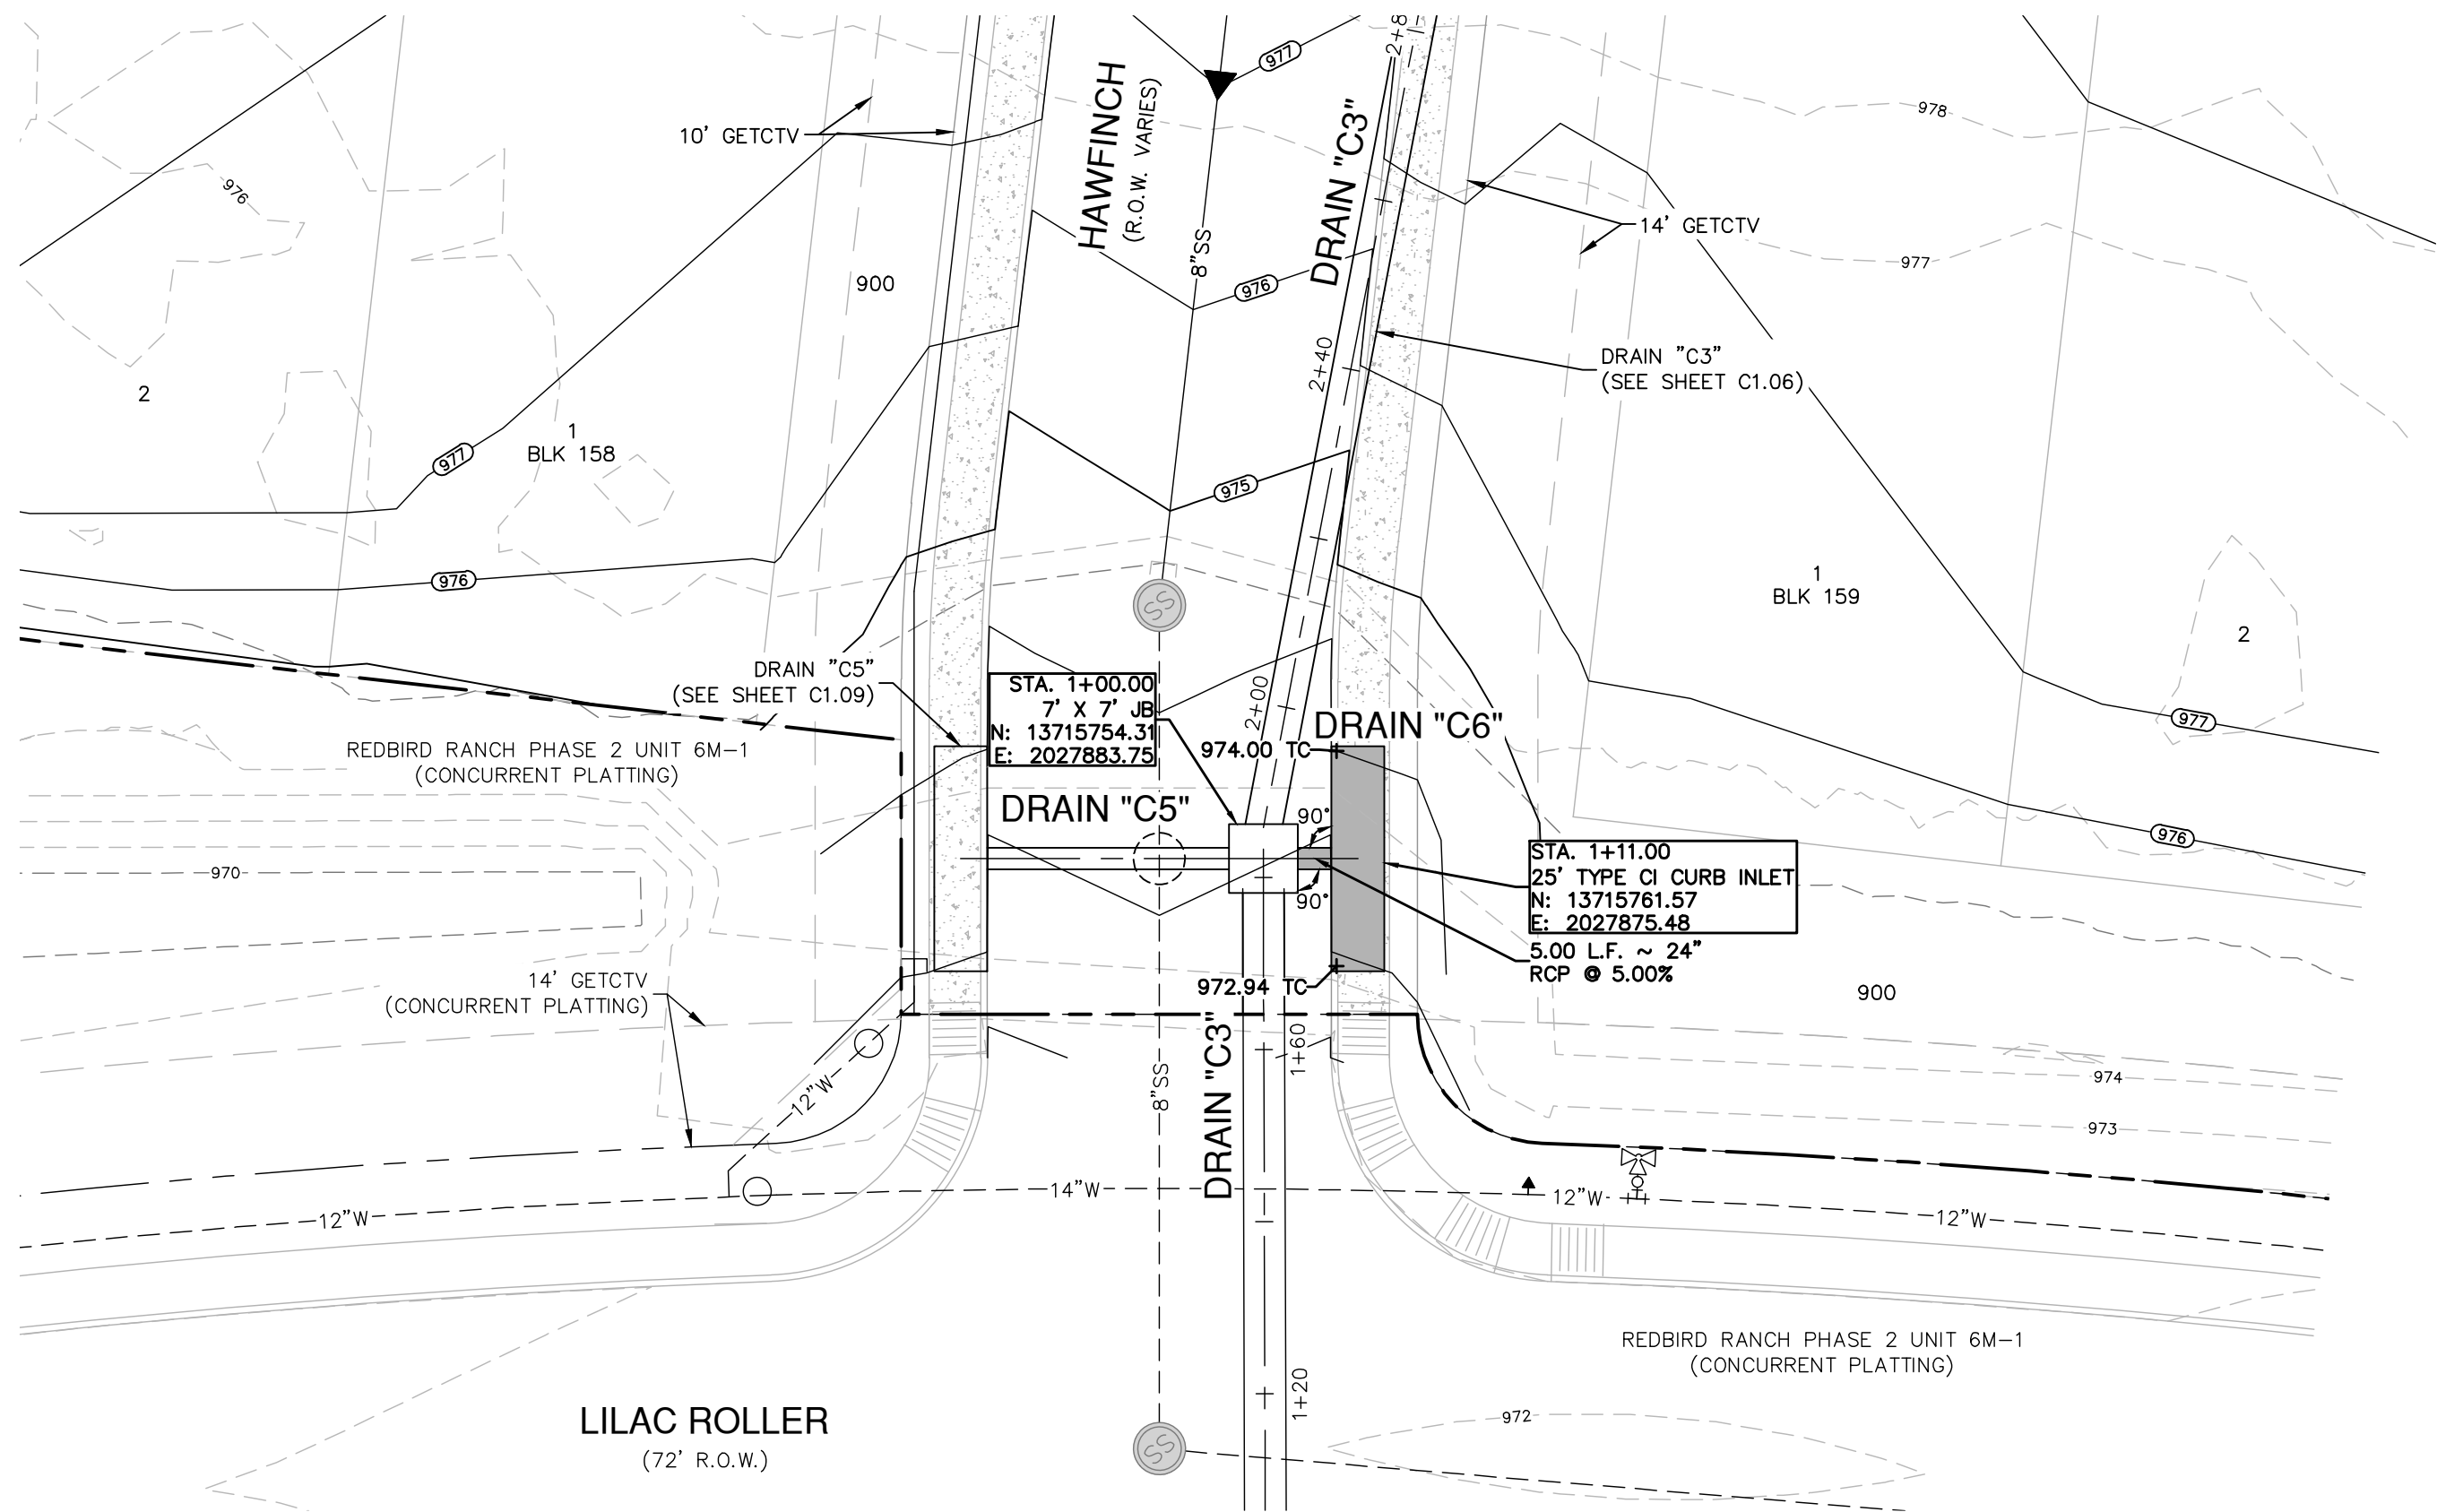 2+8
977
HAWFINCH
(R.O.W. VARIES)
10' GETCTV
978
DRAIN "C3"
976
14' GETCTV
8"SS
977
900
976
DRAIN "C3"
(SEE SHEET C1.06)
2+40
2
1
BLK 158
977
975
976
1
BLK 159
2
SS
DRAIN "C5"
(SEE SHEET C1.09)
STA. 1+00.00
7' X 7' JB
N: 13715754.31
E: 2027883.75
2+00
DRAIN "C6"
974.00 TC
977
REDBIRD RANCH PHASE 2 UNIT 6M-1
(CONCURRENT PLATTING)
DRAIN "C5"
90°
976
STA. 1+11.00
25' TYPE CI CURB INLET
N: 13715761.57
E: 2027875.48
5.00 L.F. ~ 24"
RCP @ 5.00%
970
90°
14' GETCTV
(CONCURRENT PLATTING)
972.94 TC
900
1+60
DRAIN "C3"
8"SS
12"W
974
973
14"W
12"W
12"W
12"W
REDBIRD RANCH PHASE 2 UNIT 6M-1
(CONCURRENT PLATTING)
1+20
LILAC ROLLER
(72' R.O.W.)
972
SS